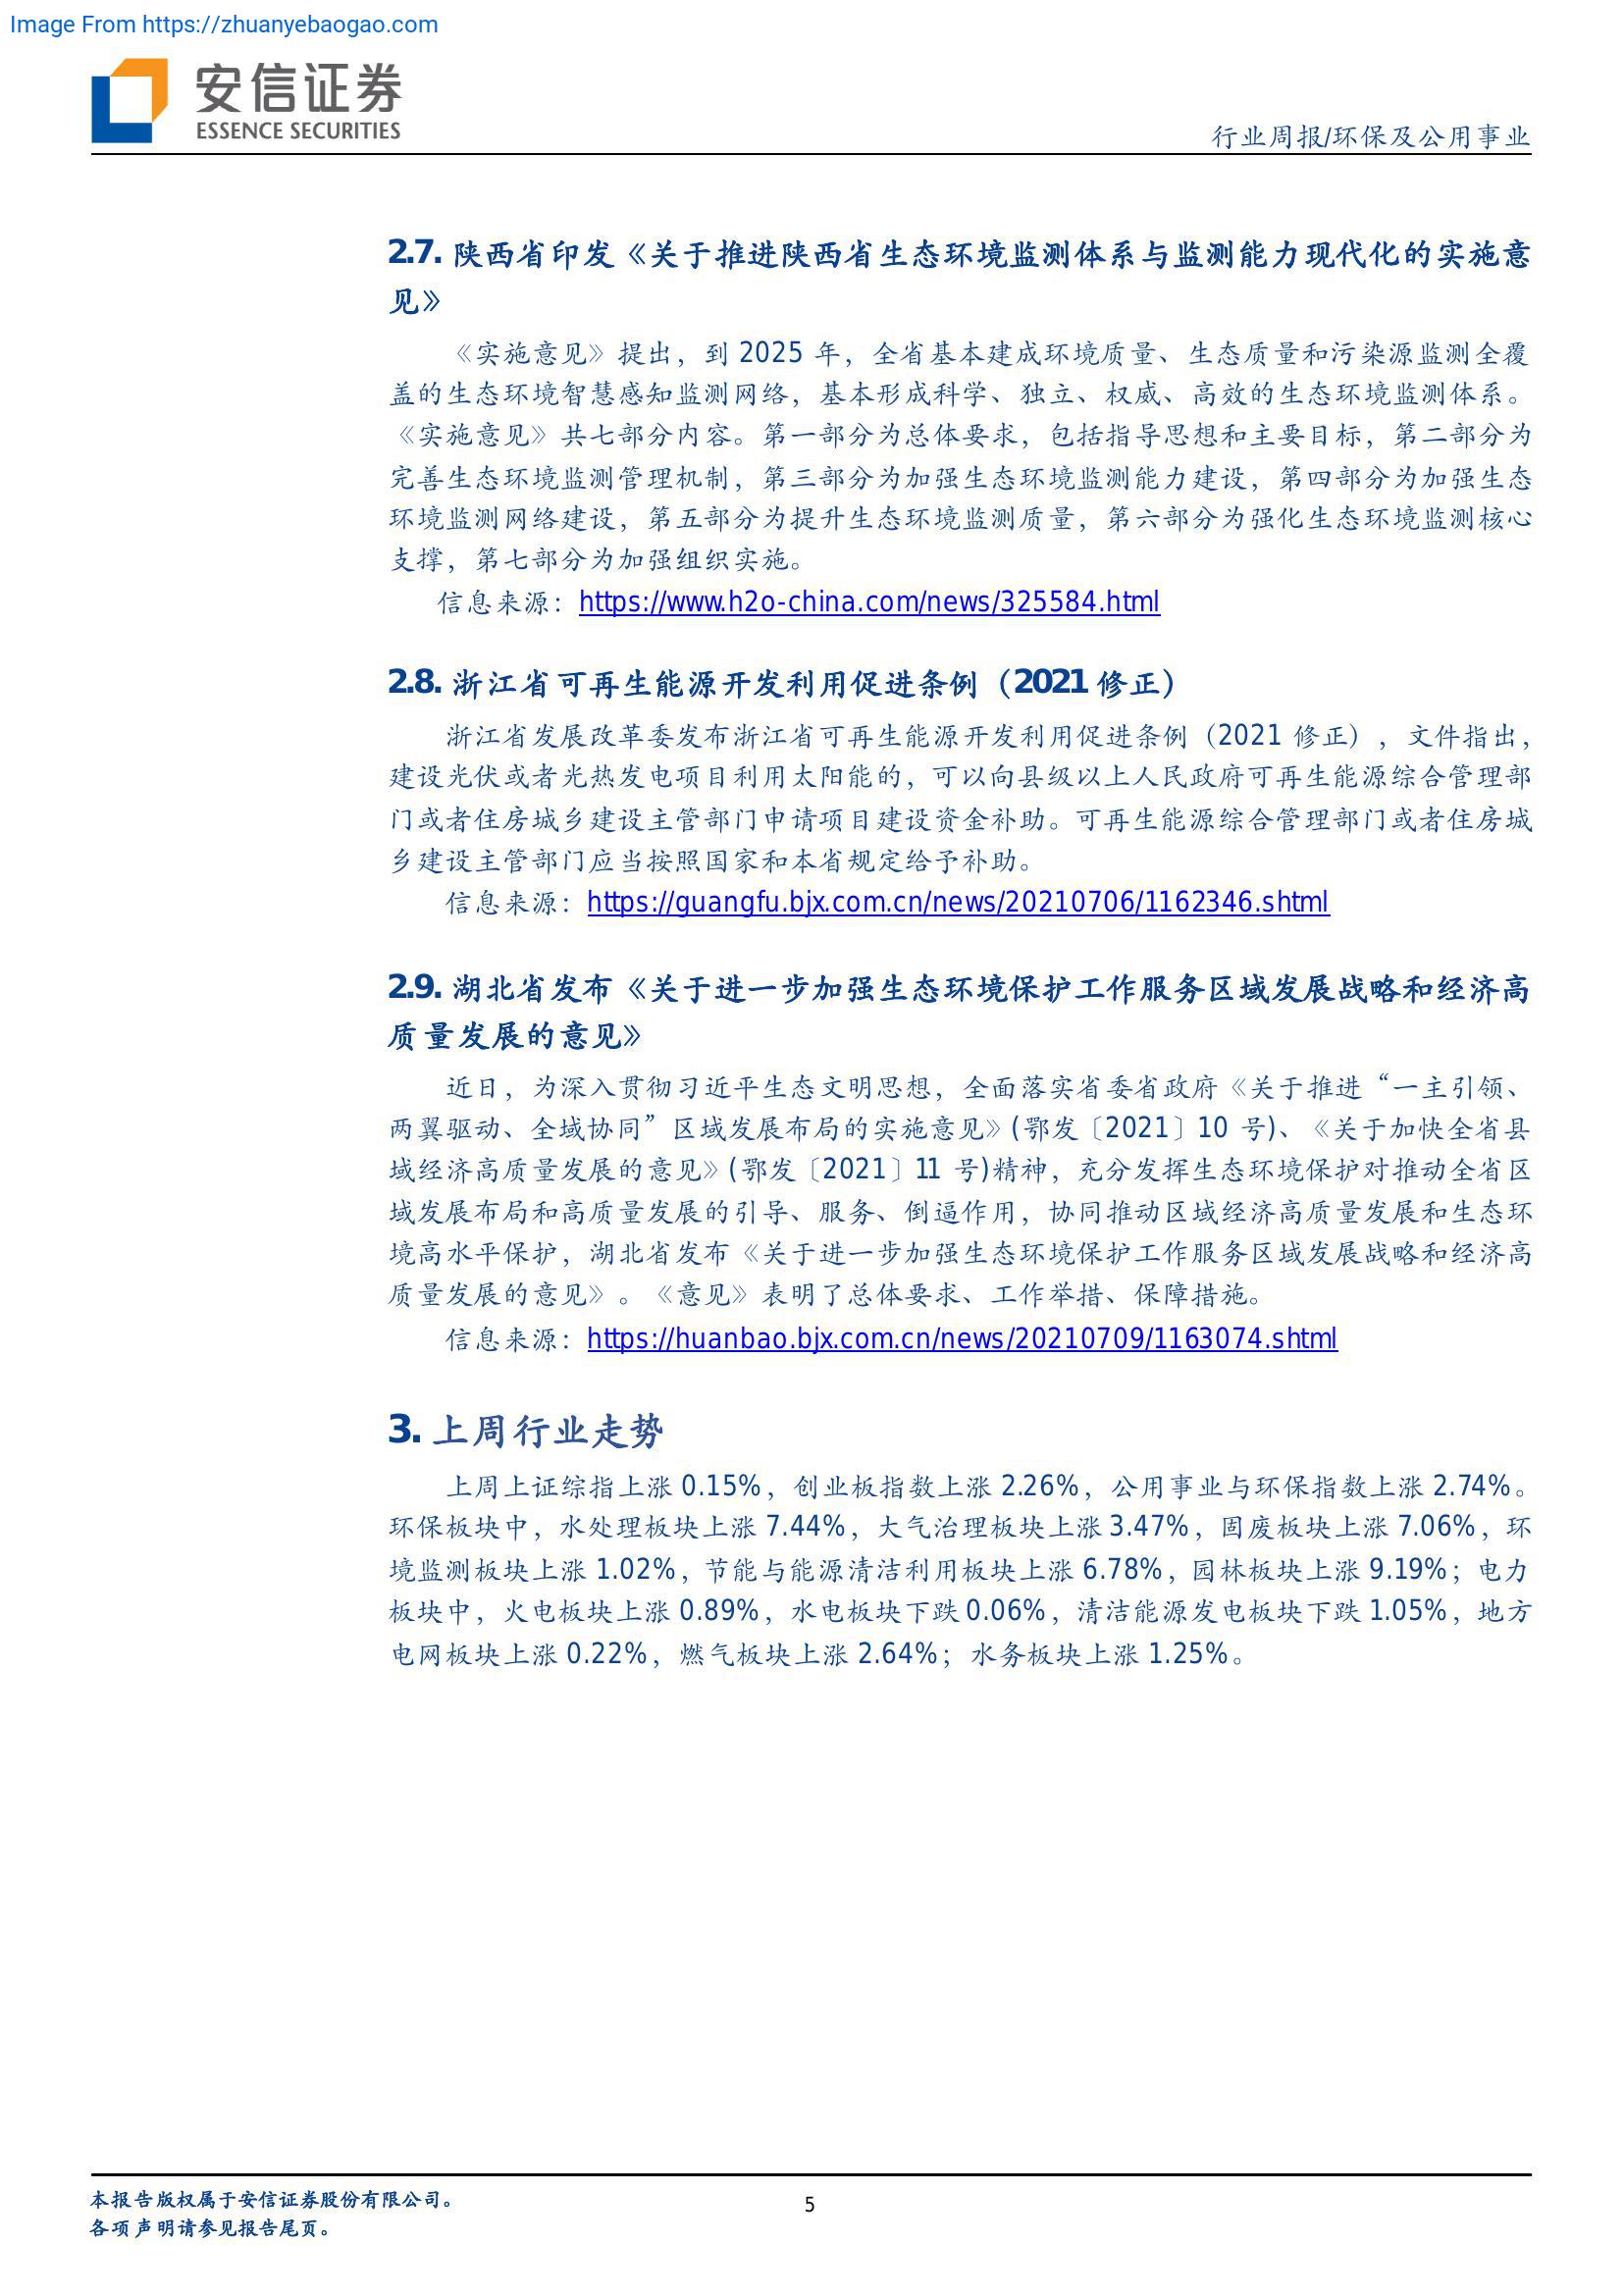 Image From https://zhuanyebaogao.com
安信证券
ESSENCE SECURITIES
行业周报/环保及公用事业
2.7. 陕西省印发《关于推进陕西省生态环境监测体系与监测能力现代化的实施意
见》
《实施意见》提出，到 2025 年，全省基本建成环境质量、生态质量和污染源监测全覆
盖的生态环境智慧感知监测网络，基本形成科学、独立、权威、高效的生态环境监测体系。
《实施意见》共七部分内容。第一部分为总体要求，包括指导思想和主要目标，第二部分为
完善生态环境监测管理机制，第三部分为加强生态环境监测能力建设，第四部分为加强生态
环境监测网络建设，第五部分为提升生态环境监测质量，第六部分为强化生态环境监测核心
支撑，第七部分为加强组织实施。
信息来源：https://www.h2o-china.com/news/325584.html
2.8. 浙江省可再生能源开发利用促进条例（2021 修正）
浙江省发展改革委发布浙江省可再生能源开发利用促进条例（2021 修正），文件指出，
建设光伏或者光热发电项目利用太阳能的，可以向县级以上人民政府可再生能源综合管理部
门或者住房城乡建设主管部门申请项目建设资金补助。可再生能源综合管理部门或者住房城
乡建设主管部门应当按照国家和本省规定给予补助。
信息来源：https://guangfu.bjx.com.cn/news/20210706/1162346.shtml
2.9. 湖北省发布《关于进一步加强生态环境保护工作服务区域发展战略和经济高
质量发展的意见》
近日，为深入贯彻习近平生态文明思想，全面落实省委省政府《关于推进“一主引领、
两翼驱动、全域协同”区域发展布局的实施意见》(鄂发〔2021〕10 号)、《关于加快全省县
域经济高质量发展的意见》(鄂发〔2021〕11 号)精神，充分发挥生态环境保护对推动全省区
域发展布局和高质量发展的引导、服务、倒逼作用，协同推动区域经济高质量发展和生态环
境高水平保护，湖北省发布《关于进一步加强生态环境保护工作服务区域发展战略和经济高
质量发展的意见》。《意见》表明了总体要求、工作举措、保障措施。
信息来源：https://huanbao.bjx.com.cn/news/20210709/1163074.shtml
3. 上周行业走势
上周上证综指上涨 0.15%，创业板指数上涨 2.26%，公用事业与环保指数上涨 2.74%。
环保板块中，水处理板块上涨 7.44%，大气治理板块上涨 3.47%，固废板块上涨 7.06%，环
境监测板块上涨 1.02%，节能与能源清洁利用板块上涨 6.78%，园林板块上涨 9.19%；电力
板块中，火电板块上涨 0.89%，水电板块下跌 0.06%，清洁能源发电板块下跌 1.05%，地方
电网板块上涨 0.22%，燃气板块上涨 2.64%；水务板块上涨 1.25%。
本报告版权属于安信证券股份有限公司。
5
各项声明请参见报告尾页。